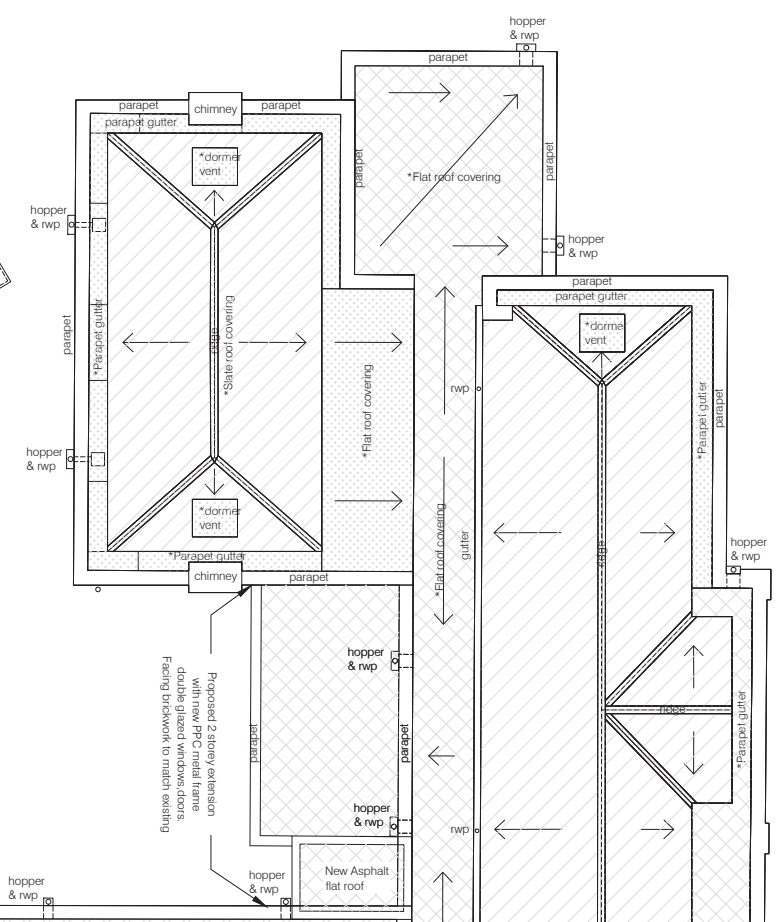 hopper
& rwp
parapet
parapet
chimney
parapet
parapet gutter
*dormer
vent
parapet
*Flat roof covering
parapet
hopper
& rwp
hopper
& rwp
parapet
parapet gutter
*dormer
vent
parapet
*Parapet gutter
ridge
*Slate roof covering
*Flat roof covering
rwp
*Parapet gutter
parapet
hopper
& rwp
*dormer
vent
*Flat roof covering
gutter
ridge
hopper
& rwp
*Parapet gutter
chimney
parapet
hopper
& rwp
Proposed 2 storey extension
with new PPC metal frame
double glazed windows,doors.
Facing brickwork to match existing
parapet
parapet
ridge
*Parapet gutter
hopper
& rwp
rwp
New Asphalt
flat roof
hopper
& rwp
hopper
& rwp